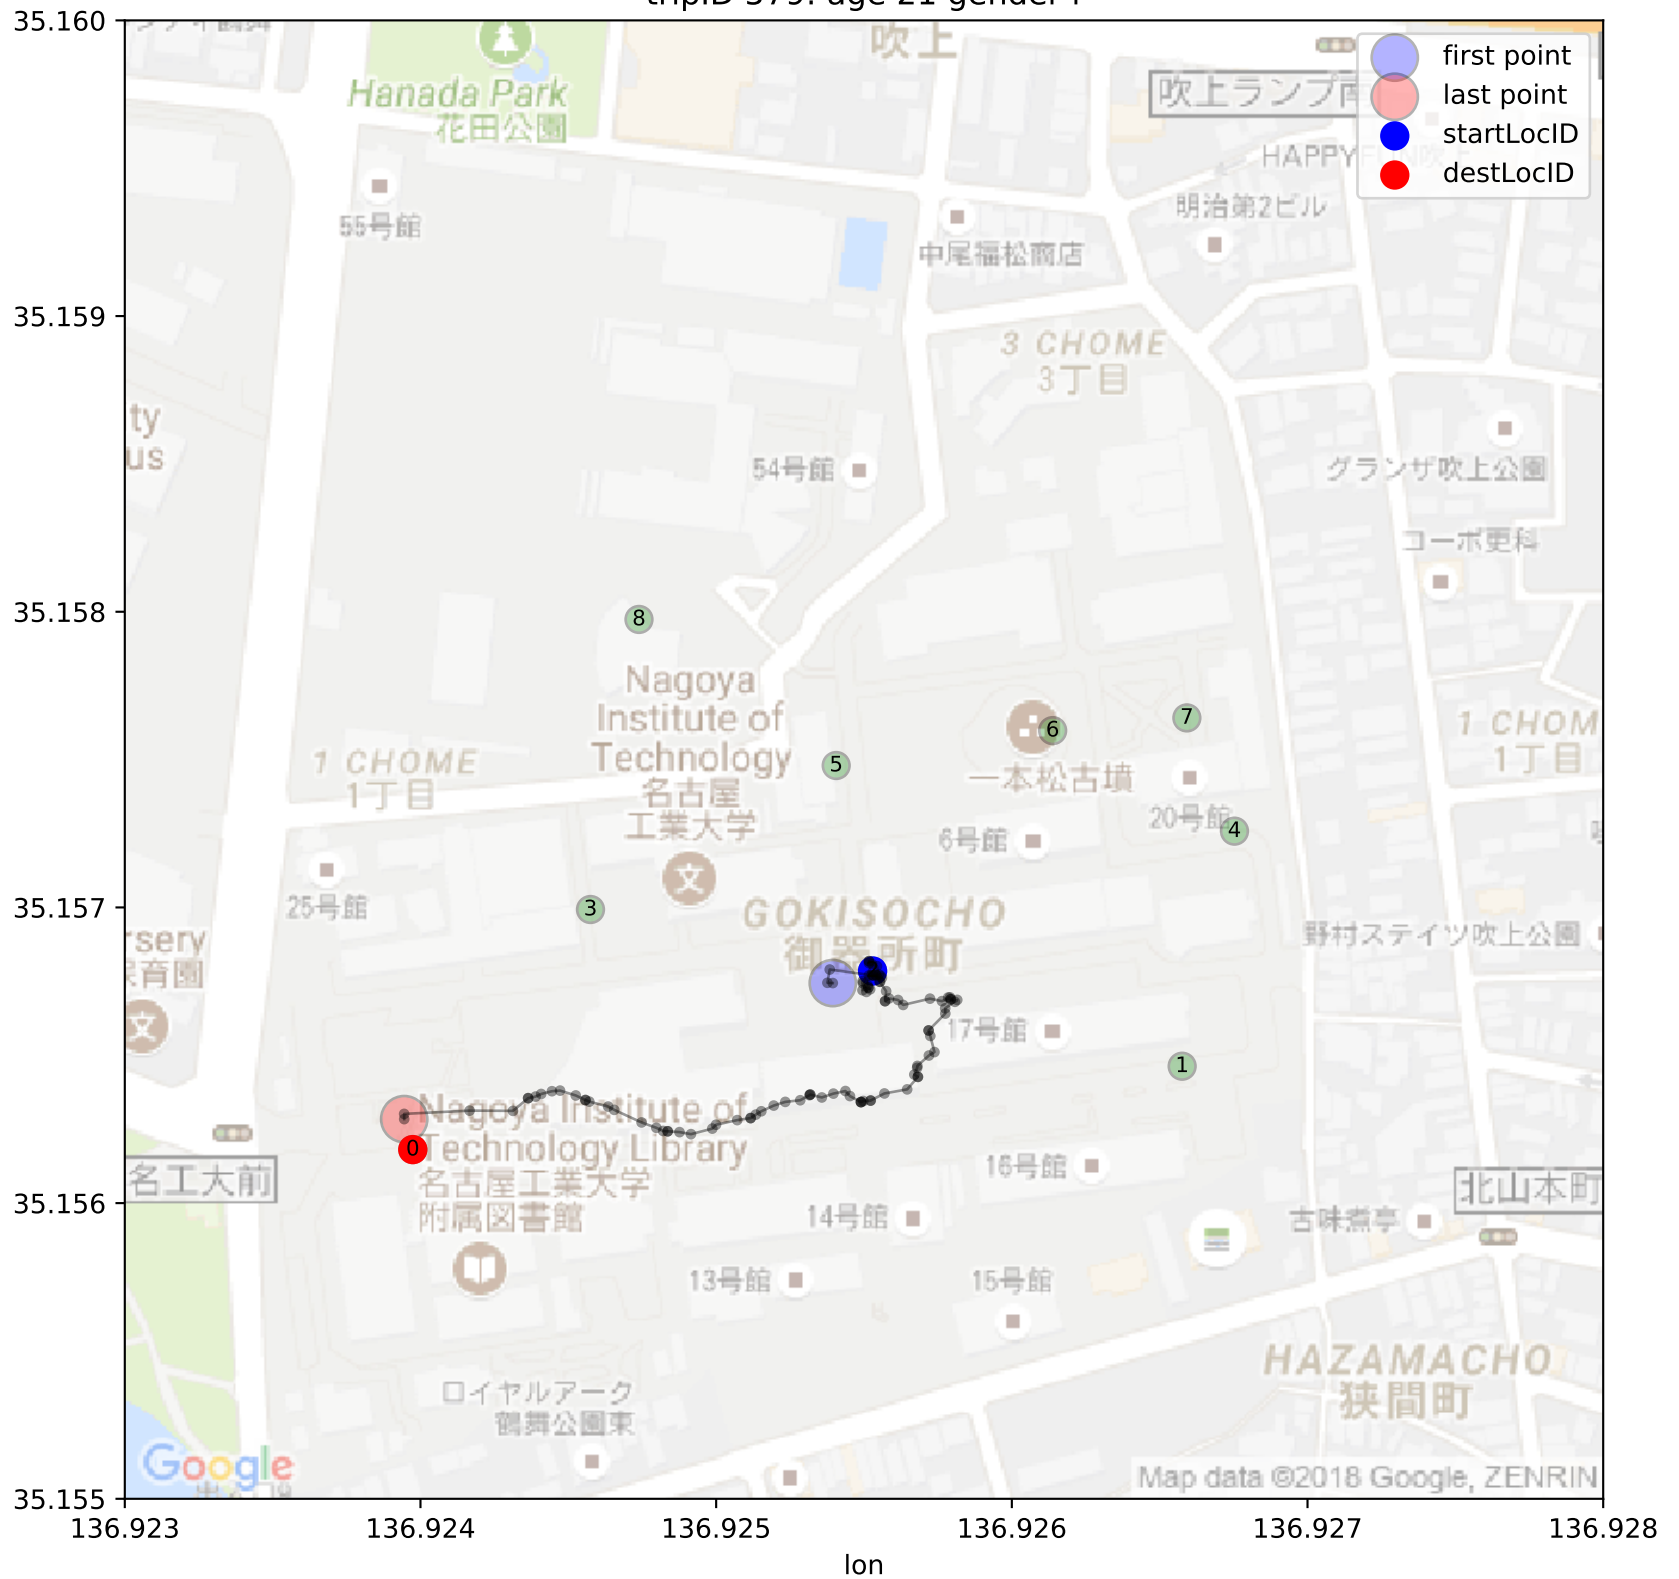 35.160
吹上
first point
last point
startLocID
destLocID
Hanada Park
花田公園
吹上ランプ南
HAPPY
55号館
明治第2ビル
中尾福松商店
35.159
3 CHOME
3丁目
ty
us
54号館
グランザ吹上公園
コーポ更科
35.158
8
Nagoya
Institute of
Technology
名古屋
工業大学
7
6
1 CHOM
1丁目
1 CHOME
1丁目
5
一本松古墳
20号館
4
6号館
25号館
3
35.157
GOKISOCHO
御器所町
rsery
保育園
野村ステイツ吹上公園
17号館
1
Nagoya Institute of
Technology Library
名古屋工業大学
附属図書館
0
名工大前
16号館
北山本町
35.156
14号館
古味煮亭
13号館
15号館
HAZAMACHO
狭間町
ロイヤルアーク
鶴舞公園東
Google
Map data ©2018 Google, ZENRIN
35.155
136.923
136.924
136.925
136.926
136.927
136.928
lon